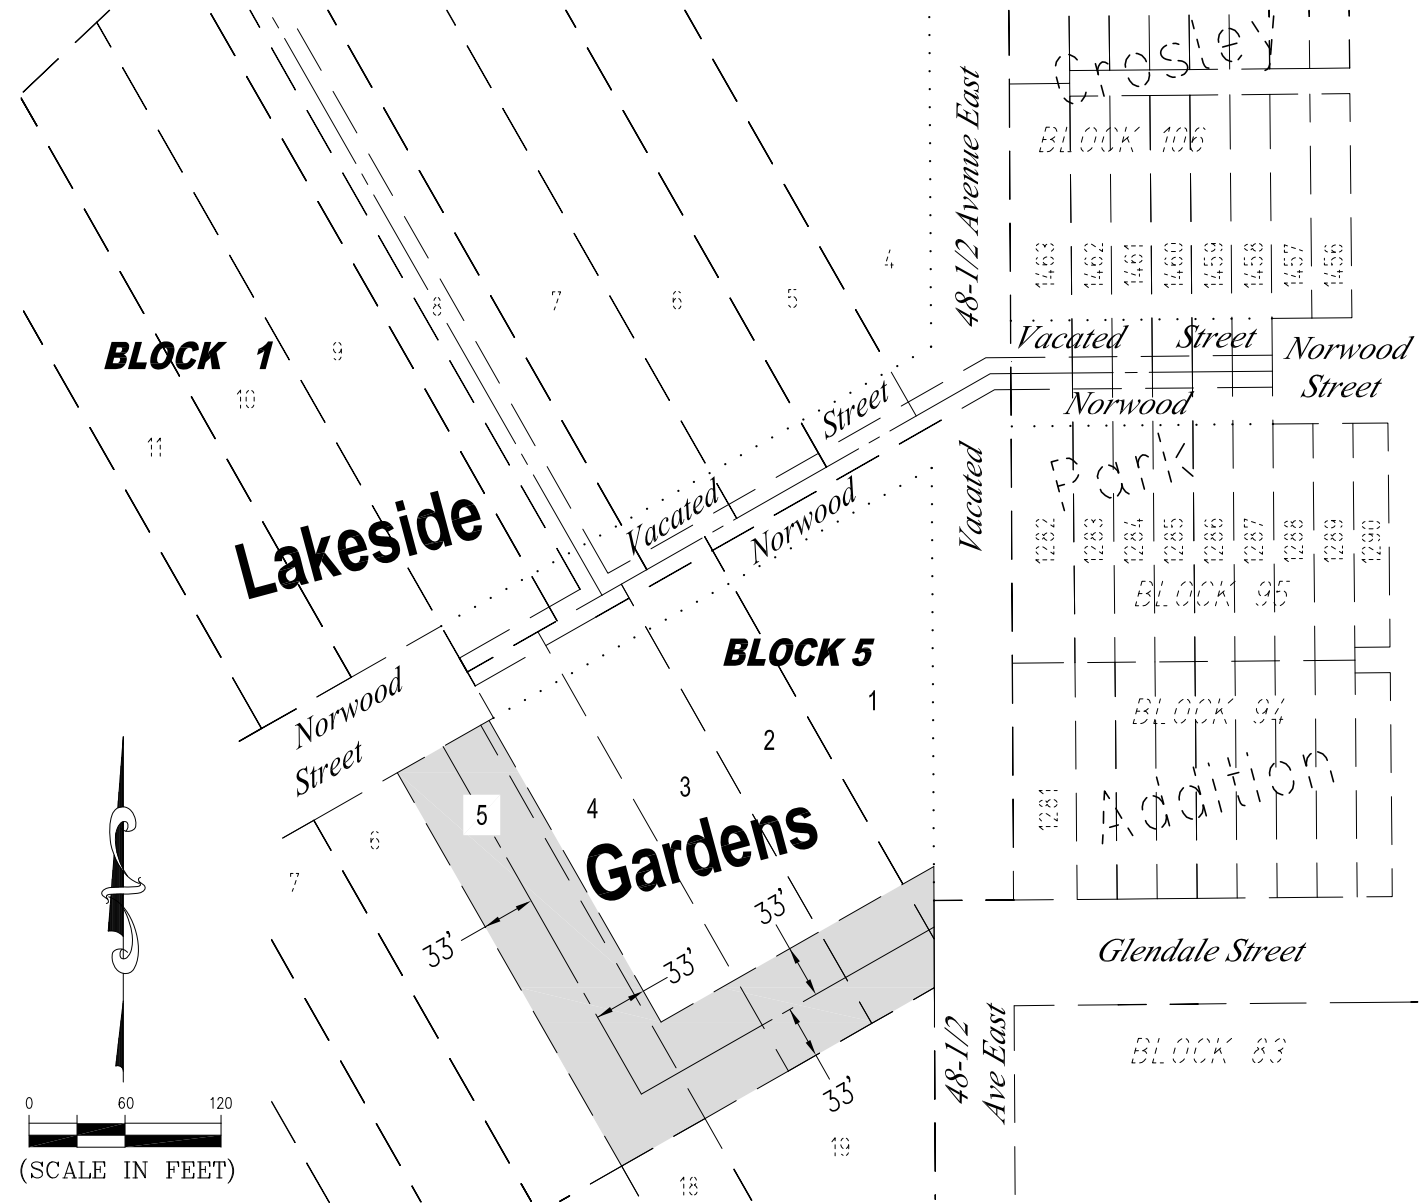 Crosley
BLOCK 106
48-1/2 Avenue East
1463 1462 1461 1460 1459 1458 1457 1456
4
5
6
7
8
9
10
11
BLOCK 1
Vacated Street
Norwood
Norwood
Street
Street
Vacated
Norwood
Vacated
Park
1282 1283 1284 1285 1286 1287 1288 1289 1290
BLOCK 95
Lakeside
Norwood
Street
BLOCK 5
1
2
3
4
5
6
7
BLOCK 94
Addition
1281
Gardens
33'
33'
33'
33'
Glendale Street
48-1/2
Ave East
BLOCK 83
19
18
0 60 120
(SCALE IN FEET)